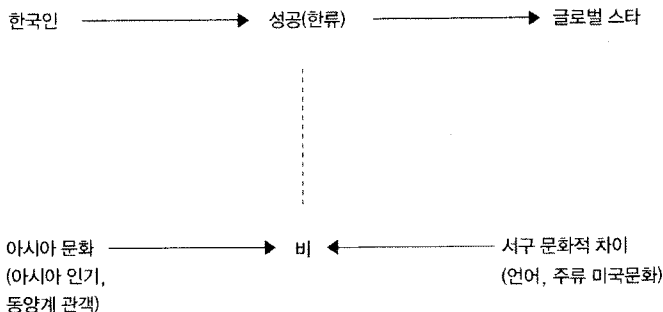 한국인 성공(한류) 글로벌 스타
아시아 문화 비 서구 문화적 차이
(아시아 인기, (언어, 주류 미국문화)
동양계 관객)